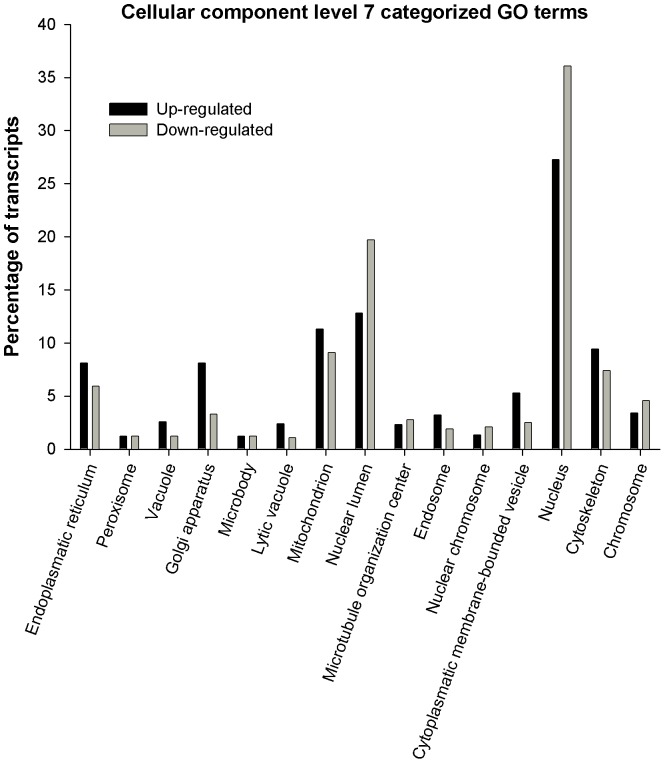 Cellular component level 7 categorized GO terms
Percentage of transcripts
40
35
30
25
20
15
10
5
0
Up-regulated
Down-regulated
Endoplasmatic reticulum
Peroxisome
Vacuole
Golgi apparatus
Microbody
Lytic vacuole
Mitochondrion
Nuclear lumen
Microtubule organization center
Endosome
Nuclear chromosome
Cytoplasmatic membrane-bounded vesicle
Nucleus
Cytoskeleton
Chromosome